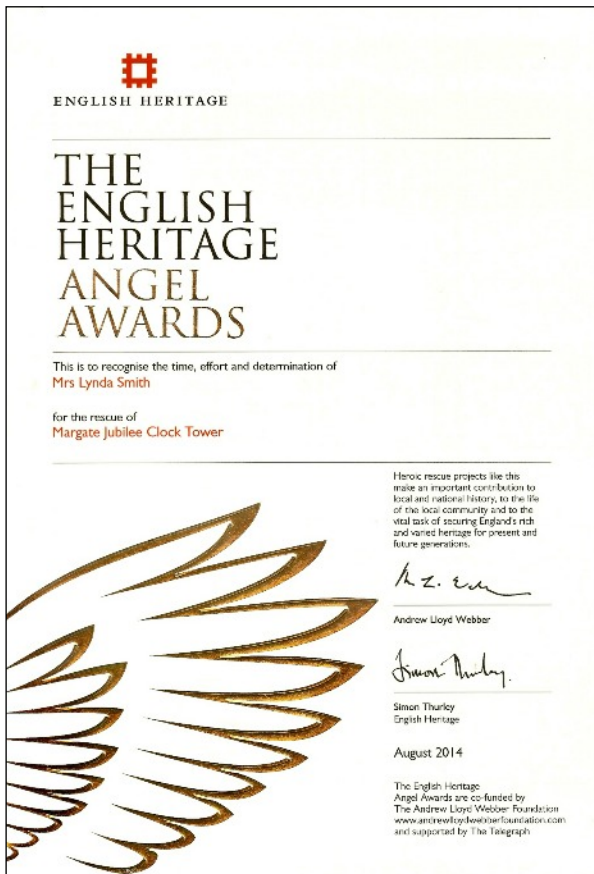 ENGLISH HERITAGE
THE
ENGLISH
HERITAGE
ANGEL
AWARDS
This is to recognise the time, effort and determination of
Mrs Lynda Smith
for the rescue of
Margate Jubilee Clock Tower
Heroic rescue projects like this
make an important contribution to
local and national history, to the life
of the local community and to the
vital task of securing England's rich
and varied heritage for present and
future generations.
Andrew Lloyd Webber
Simon Thurley.
Simon Thurley
English Heritage
August 2014
The English Heritage
Angel Awards are co-funded by
The Andrew Lloyd Webber Foundation
www.andrewlloydwebberfoundation.com
and supported by The Telegraph